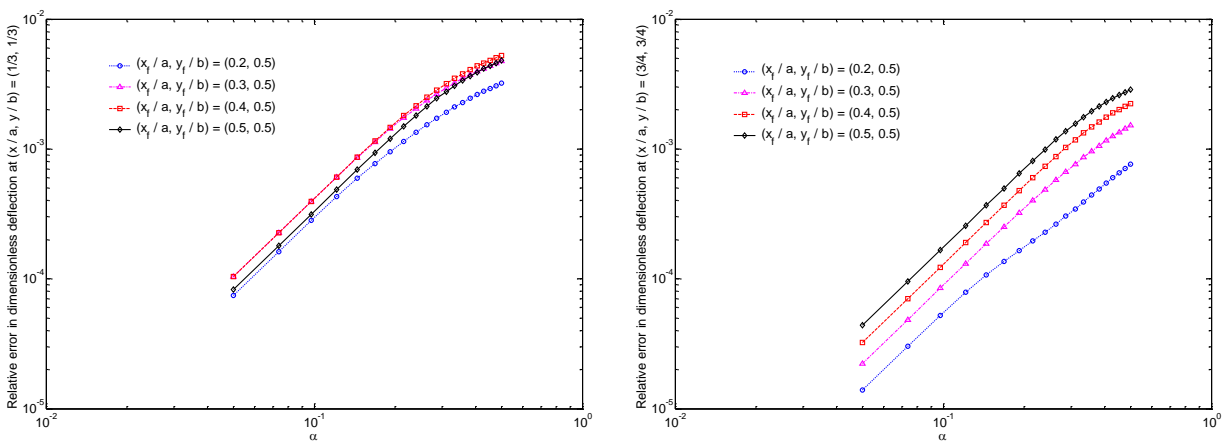 Relative error in dimensionless deflection at (x / a, y / b) = (1/3, 1/3)
10^-2
10^-3
10^-4
10^-5
(x_f / a, y_f / b) = (0.2, 0.5)
(x_f / a, y_f / b) = (0.3, 0.5)
(x_f / a, y_f / b) = (0.4, 0.5)
(x_f / a, y_f / b) = (0.5, 0.5)
10^-2
10^-1
10^0
α
Relative error in dimensionless deflection at (x / a, y / b) = (3/4, 3/4)
10^-2
10^-3
10^-4
10^-5
(x_f / a, y_f / b) = (0.2, 0.5)
(x_f / a, y_f / b) = (0.3, 0.5)
(x_f / a, y_f / b) = (0.4, 0.5)
(x_f / a, y_f / b) = (0.5, 0.5)
10^-2
10^-1
10^0
α